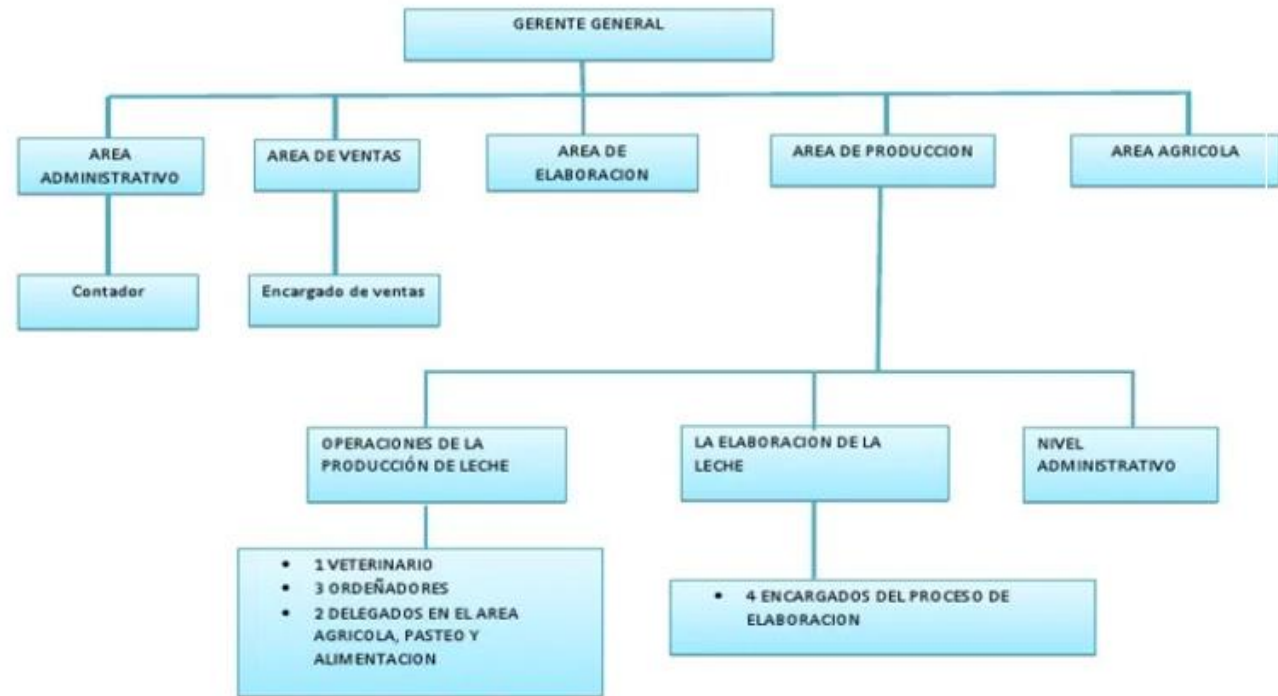 GERENTE GENERAL
AREA
ADMINISTRATIVO
AREA DE VENTAS
AREA DE
ELABORACION
AREA DE PRODUCCION
AREA AGRICOLA
Contador
Encargado de ventas
OPERACIONES DE LA
PRODUCCIÓN DE LECHE
LA ELABORACION DE LA
LECHE
NIVEL
ADMINISTRATIVO
• 1 VETERINARIO
• 3 ORDEÑADORES
• 2 DELEGADOS EN EL AREA
AGRICOLA, PASTEO Y
ALIMENTACION
• 4 ENCARGADOS DEL PROCESO DE
ELABORACION